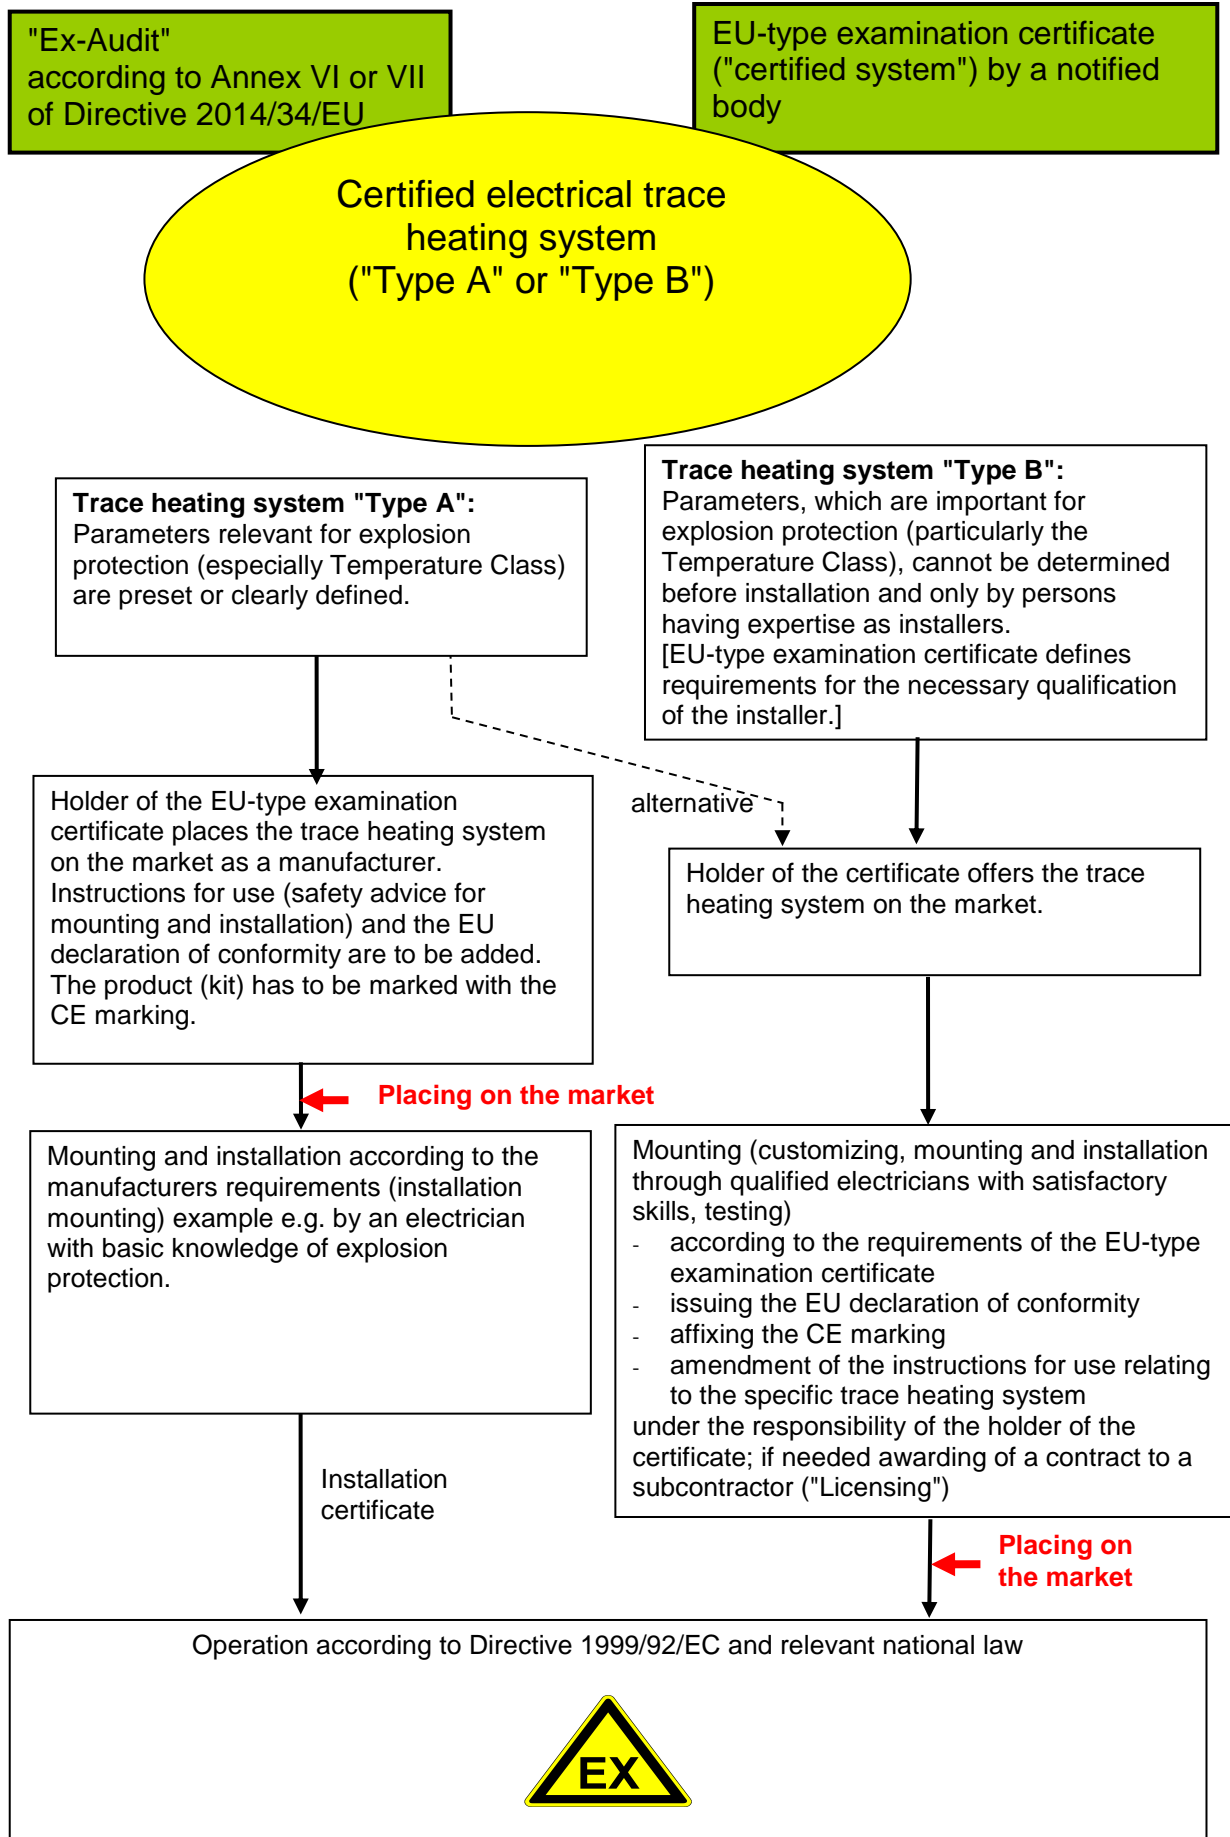 "Ex-Audit"
according to Annex VI or VII
of Directive 2014/34/EU
EU-type examination certificate
("certified system") by a notified
body
Certified electrical trace
heating system
("Type A" or "Type B")
Trace heating system "Type A":
Parameters relevant for explosion
protection (especially Temperature Class)
are preset or clearly defined.
Trace heating system "Type B":
Parameters, which are important for
explosion protection (particularly the
Temperature Class), cannot be determined
before installation and only by persons
having expertise as installers.
[EU-type examination certificate defines
requirements for the necessary qualification
of the installer.]
Holder of the EU-type examination
certificate places the trace heating system
on the market as a manufacturer.
Instructions for use (safety advice for
mounting and installation) and the EU
declaration of conformity are to be added.
The product (kit) has to be marked with the
CE marking.
alternative
Holder of the certificate offers the trace
heating system on the market.
Placing on the market
Mounting and installation according to the
manufacturers requirements (installation
mounting) example e.g. by an electrician
with basic knowledge of explosion
protection.
Mounting (customizing, mounting and installation
through qualified electricians with satisfactory
skills, testing)
- according to the requirements of the EU-type
examination certificate
- issuing the EU declaration of conformity
- affixing the CE marking
- amendment of the instructions for use relating
to the specific trace heating system
under the responsibility of the holder of the
certificate; if needed awarding of a contract to a
subcontractor ("Licensing")
Installation
certificate
Placing on
the market
Operation according to Directive 1999/92/EC and relevant national law
EX